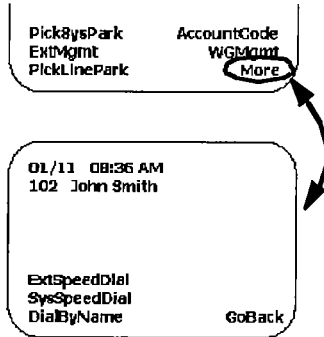 PickSysPark AccountCode
ExtMgmt WGMgmt
PickLinePark More
01/11 08:36 AM
102 John Smith
ExtSpeedDial
SysSpeedDial
DialByName GoBack